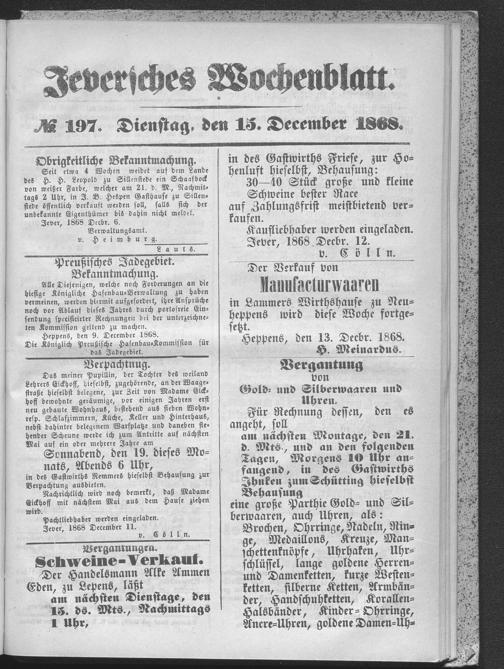 Jeversches Wochenblatt.
№ 197. Dienstag, den 15. December 1868.
Obrigkeitliche Bekanntmachung.
Seit etwa 4 Wochen weidet auf dem Lande
des H. H. Leepold zu Sillenstede ein Schaafbock
von weißer Farbe, welcher am 21. d. M., Nachmit-
tags 2 Uhr, in J. B. Hespen Gasthause zu Sillen-
stede öffentlich verkauft werden soll, falls sich der
unbekannte Eigenthümer bis dahin nicht meldet.
Jever, 1868 Decbr. 6.
Verwaltungsamt.
v. Heimburg.
Lauts.
Preußisches Jadegebiet.
Bekanntmachung.
Alle Diejenigen, welche noch Forderungen an die
hiesige Königliche Hafenbau-Verwaltung zu haben
vermeinen, werden hiermit aufgefordert, ihre Ansprüche
noch vor Ablauf dieses Jahrs durch portofreie Ein-
sendung specificirter Rechnungen bei der unterzeichne-
ten Kommission geltend zu machen.
Heppens, den 9. December 1868.
Die Königlich Preußische Hafenbau-Kommission für
das Jadegebiet.
Verpachtung.
Das meiner Pupillin, der Tochter des weiland
Lehrers Eickhoff, hieselbst, zugehörende, an der Waage-
straße hieselbst belegene, zur Zeit von Madame Eick-
hoff bewohnte geräumige, vor einigen Jahren erst
neu gebaute Wohnhaus, bestehend aus sieben Wohn-
resp. Schlafzimmern, Küche, Keller und Hinterhaus,
nebst dahinter belegenem Warfplatz und daneben ste-
hender Scheune werde ich zum Antritte auf nächsten
Mai auf ein oder mehrere Jahre am
Sonnabend, den 19. dieses Mo-
nats, Abends 6 Uhr,
in des Gastwirths Remmers hieselbst Behausung zur
Verpachtung ausbieten.
Nachrichtlich wird noch bemerkt, daß Madame
Eickhoff mit nächstem Mai aus dem Hause ziehen
wird.
Pachtliebhaber werden eingeladen.
Jever, 1868 December 11.
v. Cölln.
Vergantungen.
Schweine-Verkauf.
Der Handelsmann Alke Ammen
Eden, zu Lepens, läßt
am nächsten Dienstage, den
15. ds. Mts., Nachmittags
1 Uhr,
in des Gastwirths Friese, zur Ho-
henluft hieselbst, Behausung:
30—40 Stück große und kleine
Schweine bester Race
auf Zahlungsfrist meistbietend ver-
kaufen.
Kaufliebhaber werden eingeladen.
Jever, 1868 Decbr. 12.
v. Cölln.
Der Verkauf von
Manufacturwaaren
in Lammers Wirthshause zu Neu-
heppens wird diese Woche fortge-
setzt.
Heppens, den 13. Decbr. 1868.
H. Meinardus.
Vergantung
von
Gold- und Silberwaaren und
Uhren.
Für Rechnung dessen, den es
angeht, soll
am nächsten Montage, den 21.
d. Mts., und an den folgenden
Tagen, Morgens 10 Uhr an-
fangend, in des Gastwirths
Ihnken zum Schütting hieselbst
Behausung
eine große Parthie Gold- und Sil-
berwaaren, auch Uhren, als:
Brochen, Ohrringe, Nadeln, Rin-
ge, Medaillons, Kreuze, Man-
schettenknöpfe, Uhrhaken, Uhr-
schlüssel, lange goldene Herren-
und Damenketten, kurze Westen-
ketten, silberne Ketten, Armbän-
der, Handschuhketten, Korallen-
Halsbänder, Kinder-Ohrringe,
Ancre-Uhren, goldene Damen-Uh-